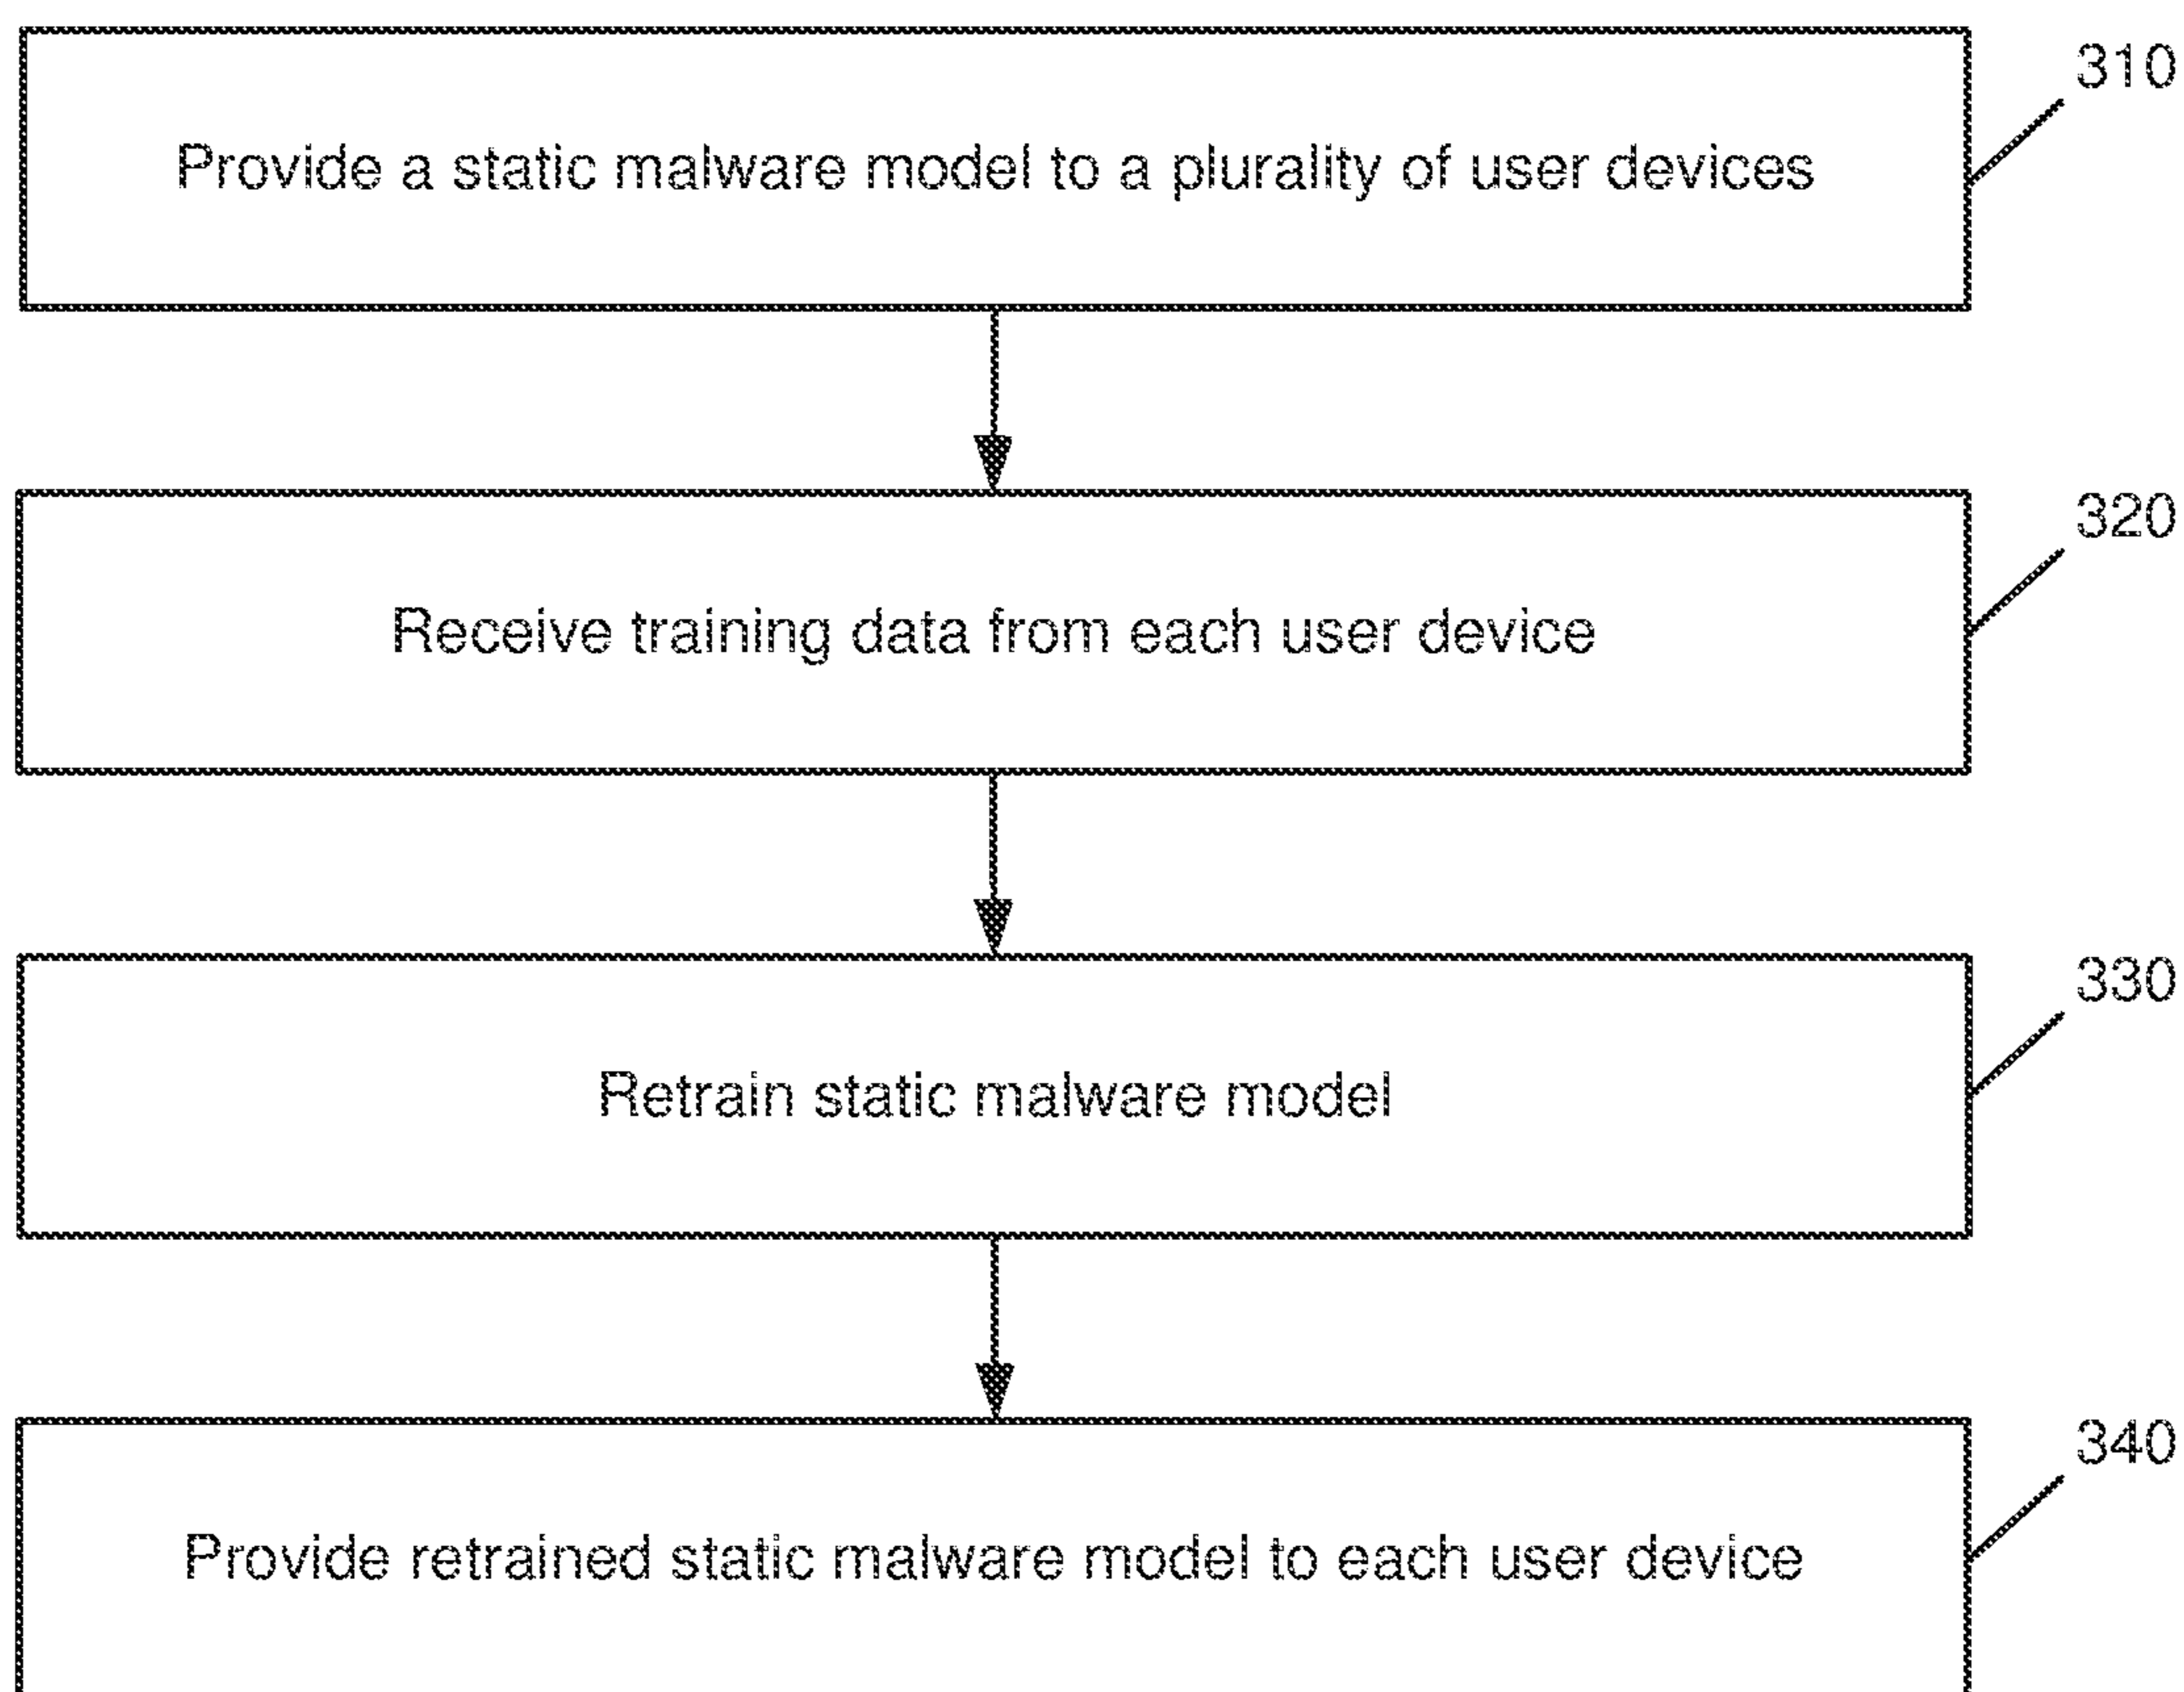 310
Provide a static malware model to a plurality of user devices
320
Receive training data from each user device
330
Retrain static malware model
340
Provide retrained static malware model to each user device